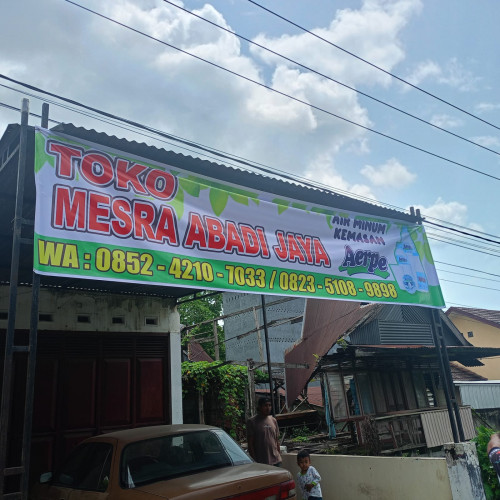 TOKO
MESRA ABADI JAYA
AIR MINUM
KEMASAN
Aerpe
WA : 0852 - 4210 - 7033 / 0823 - 5108 - 9898